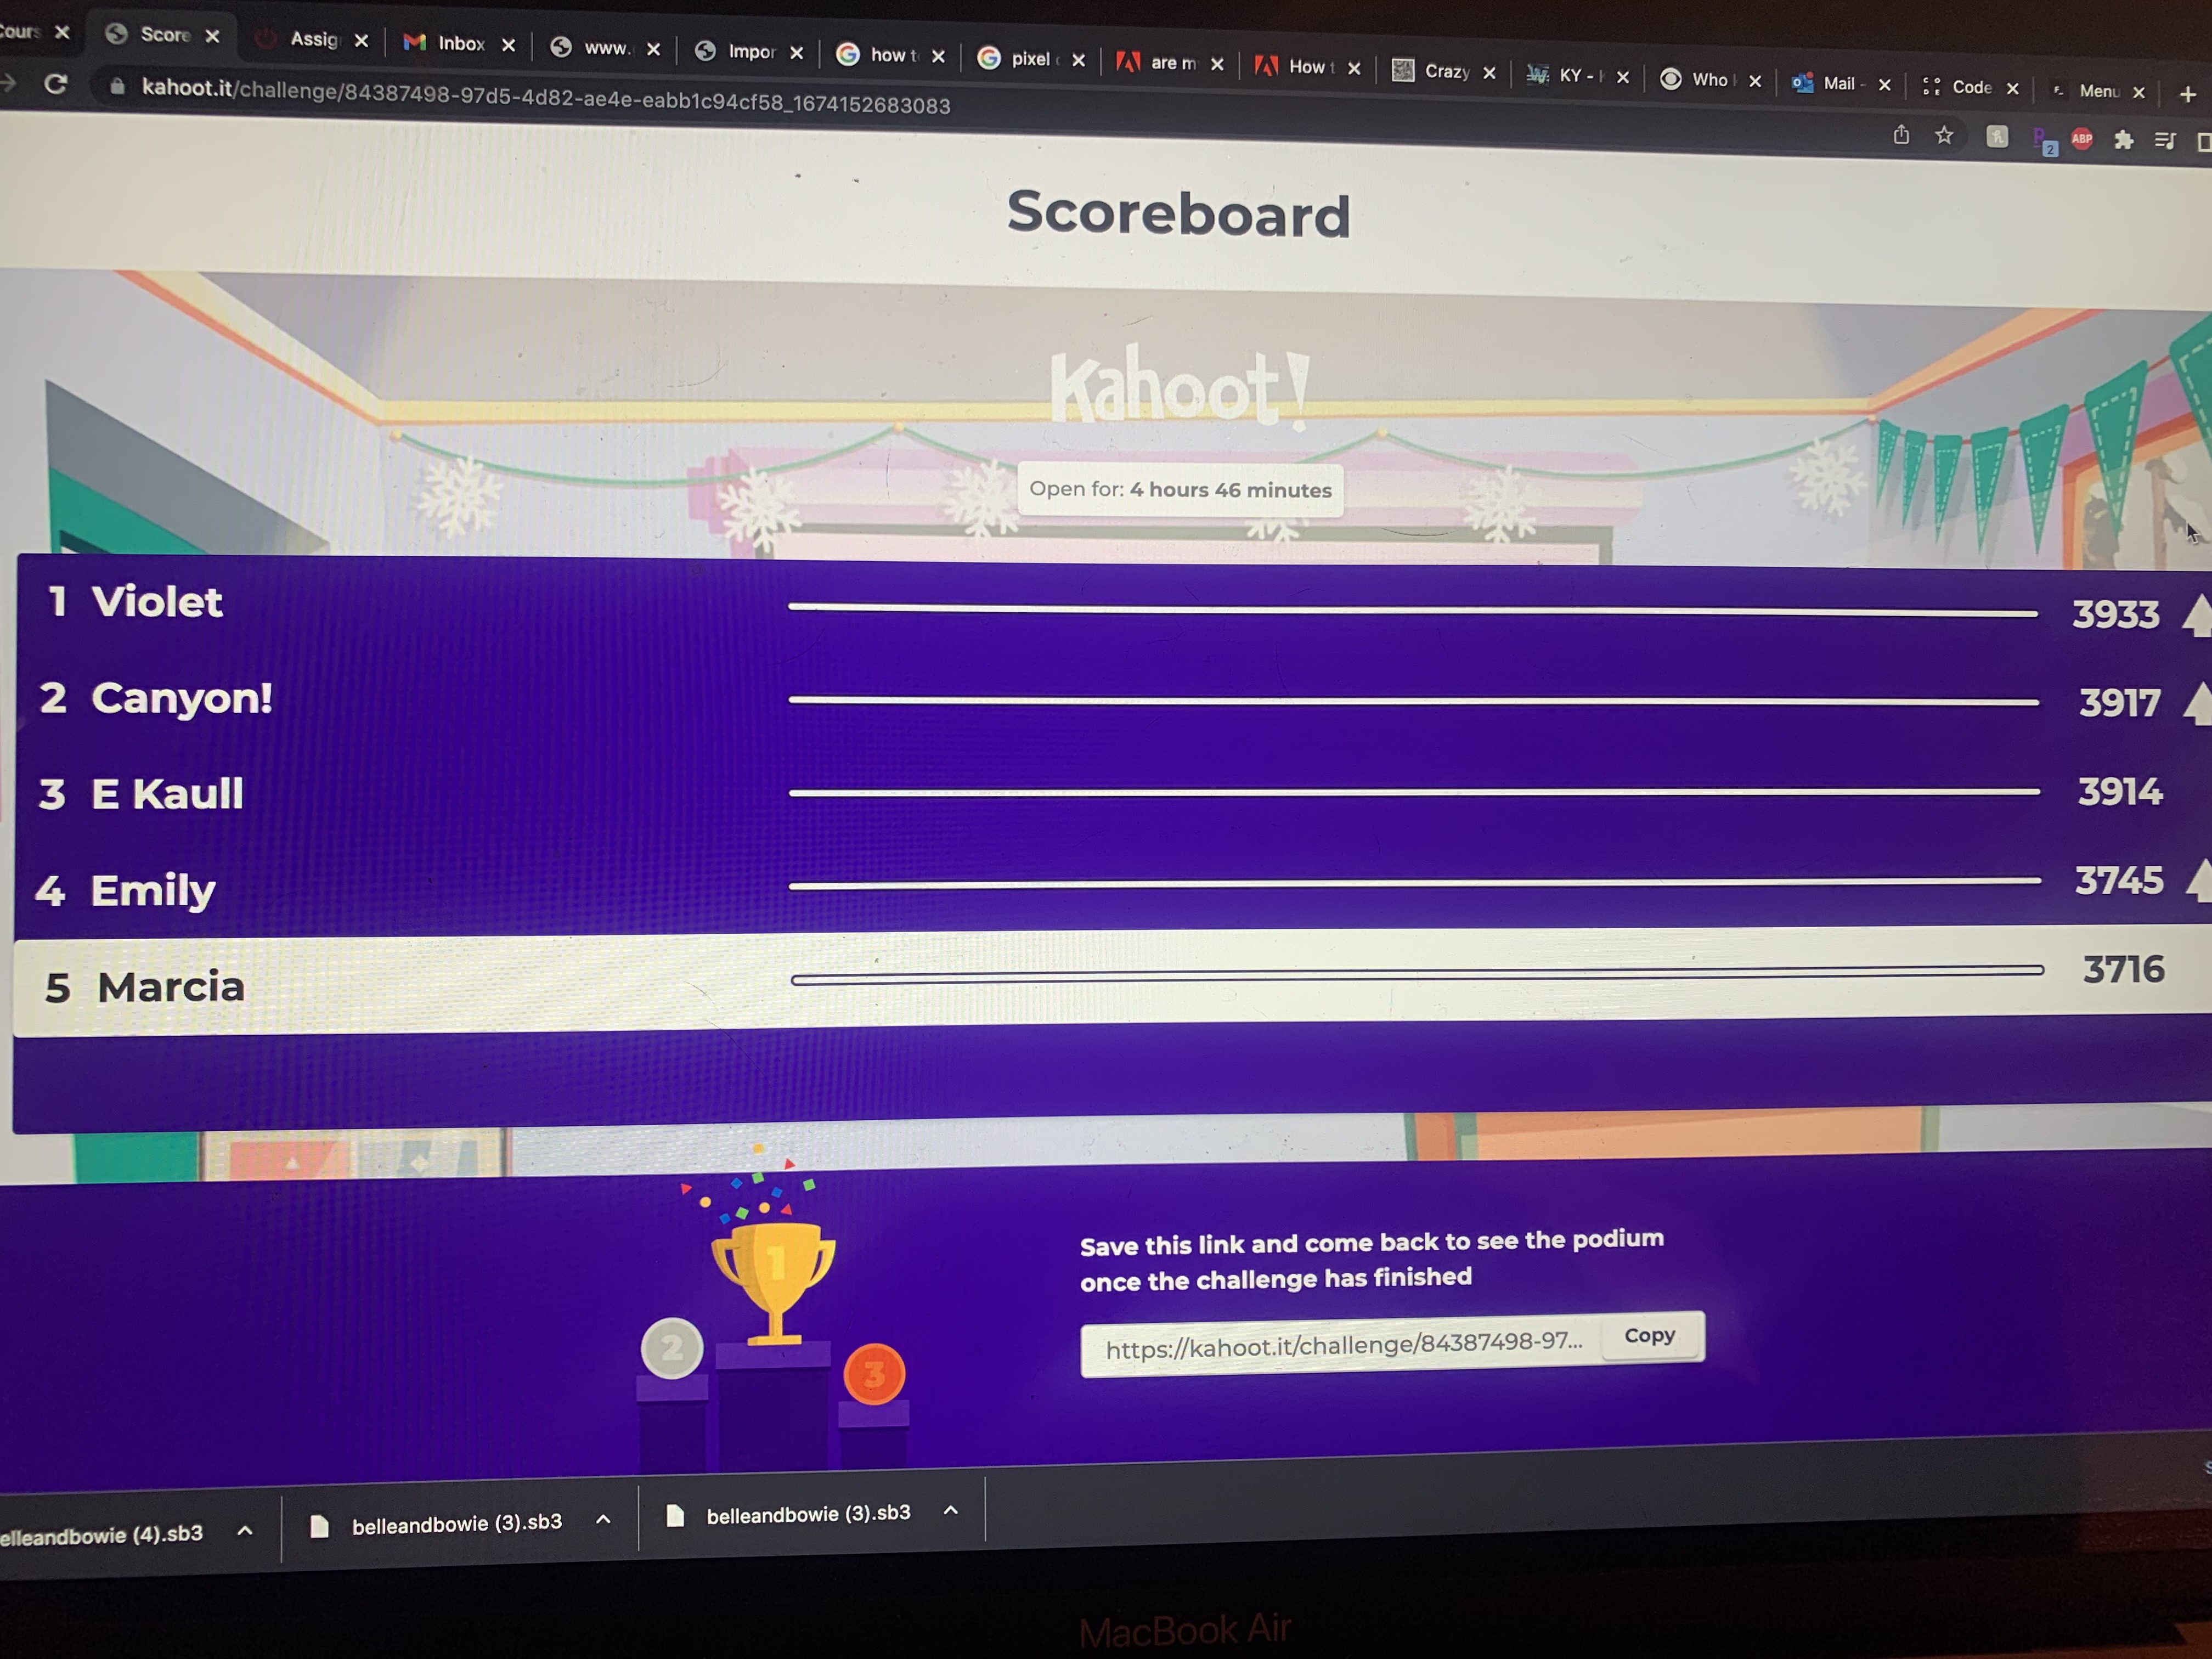 Cours
Score
Assig
Inbox
www.
Impor
how t
pixel
are m
How t
Crazy
KY -
Who
Mail -
Code
Menu
kahoot.it/challenge/84387498-97d5-4d82-ae4e-eabb1c94cf58_1674152683083
2
ABP
Scoreboard
Kahoot!
Open for: 4 hours 46 minutes
1 Violet 3933
2 Canyon! 3917
3 E Kaull 3914
4 Emily 3745
5 Marcia 3716
1
2
3
Save this link and come back to see the podium
once the challenge has finished
https://kahoot.it/challenge/84387498-97... Copy
elleandbowie (4).sb3
belleandbowie (3).sb3
belleandbowie (3).sb3
MacBook Air